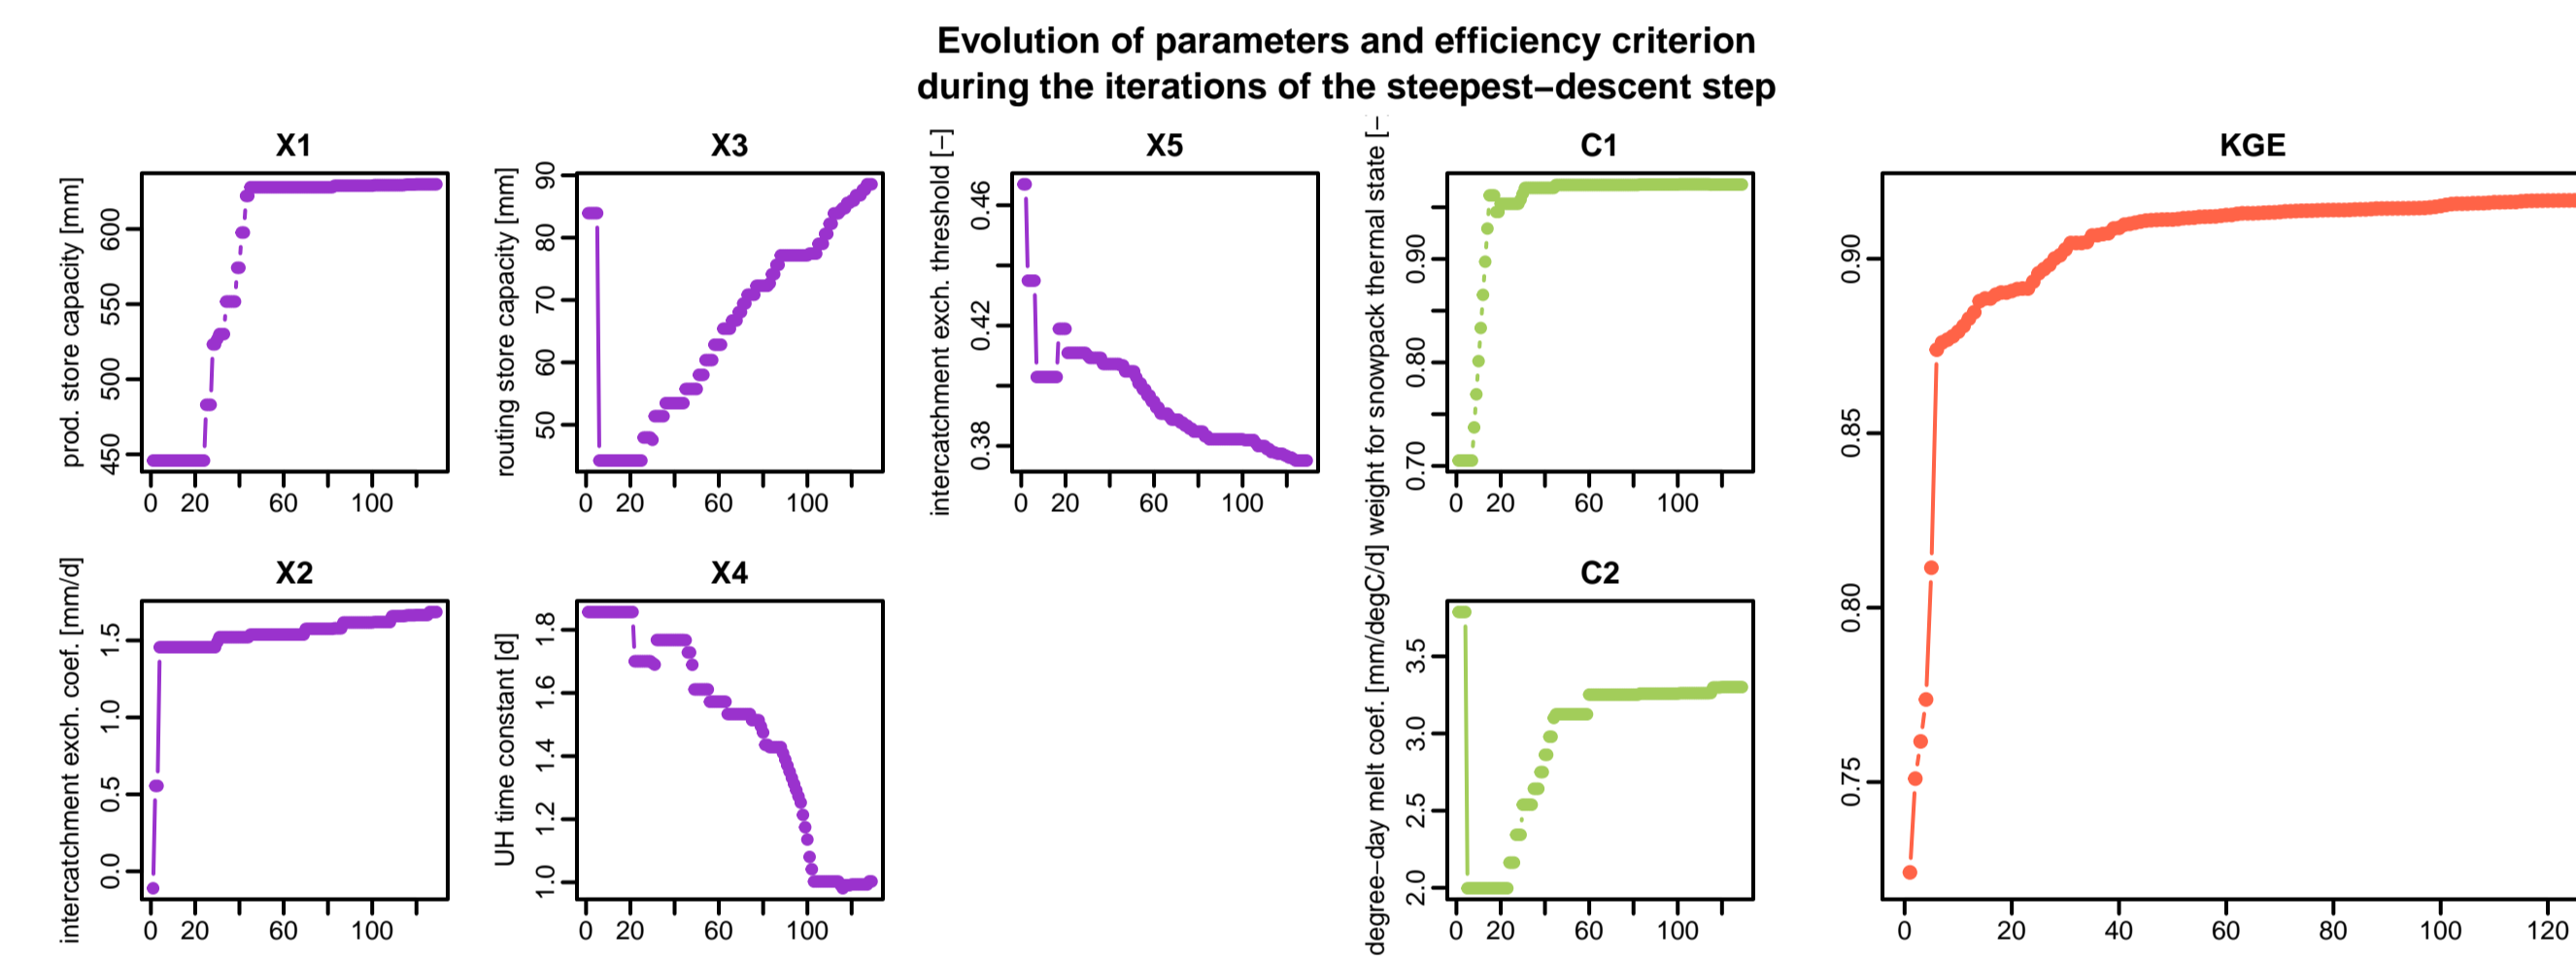 Evolution of parameters and efficiency criterion
during the iterations of the steepest−descent step
X1
prod. store capacity [mm]
450 500 550 600
0 20 60 100
X3
routing store capacity [mm]
50 60 70 80 90
0 20 60 100
X5
intercatchment exch. threshold [−]
0.38 0.42 0.46
0 20 60 100
C1
weight for snowpack thermal state [−
0.70 0.80 0.90
0 20 60 100
KGE
0.75 0.80 0.85 0.90
0 20 40 60 80 100 120
X2
intercatchment exch. coef. [mm/d]
0.0 0.5 1.0 1.5
0 20 60 100
X4
UH time constant [d]
1.0 1.2 1.4 1.6 1.8
0 20 60 100
C2
degree−day melt coef. [mm/degC/d]
2.0 2.5 3.0 3.5
0 20 60 100